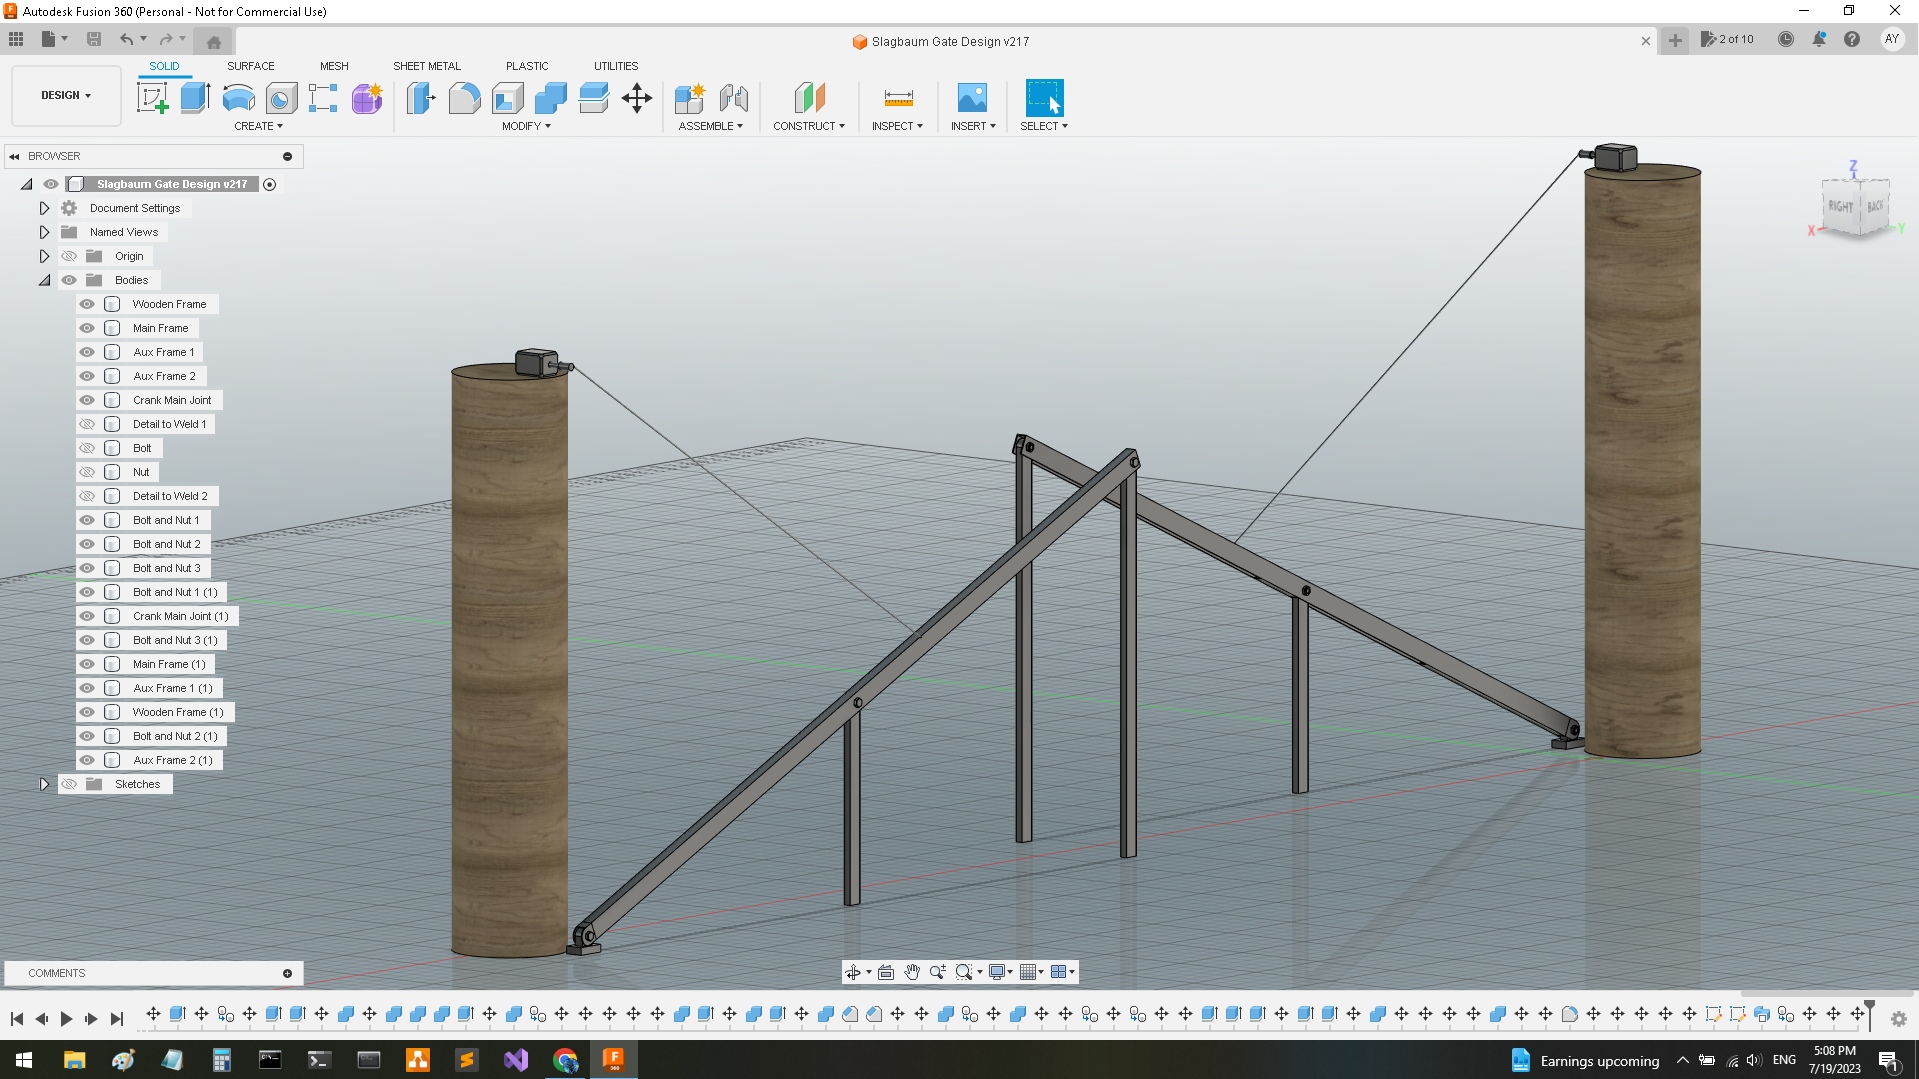 Autodesk Fusion 360 (Personal - Not for Commercial Use)
Slagbaum Gate Design v217
2 of 10
AY
DESIGN
SOLID
SURFACE
MESH
SHEET METAL
PLASTIC
UTILITIES
CREATE
MODIFY
ASSEMBLE
CONSTRUCT
INSPECT
INSERT
SELECT
BROWSER
Slagbaum Gate Design v217
Document Settings
Named Views
Origin
Bodies
Wooden Frame
Main Frame
Aux Frame 1
Aux Frame 2
Crank Main Joint
Detail to Weld 1
Bolt
Nut
Detail to Weld 2
Bolt and Nut 1
Bolt and Nut 2
Bolt and Nut 3
Bolt and Nut 1 (1)
Crank Main Joint (1)
Bolt and Nut 3 (1)
Main Frame (1)
Aux Frame 1 (1)
Wooden Frame (1)
Bolt and Nut 2 (1)
Aux Frame 2 (1)
Sketches
Z
RIGHT
BACK
X
Y
COMMENTS
Earnings upcoming
ENG
5:08 PM
7/19/2023
1